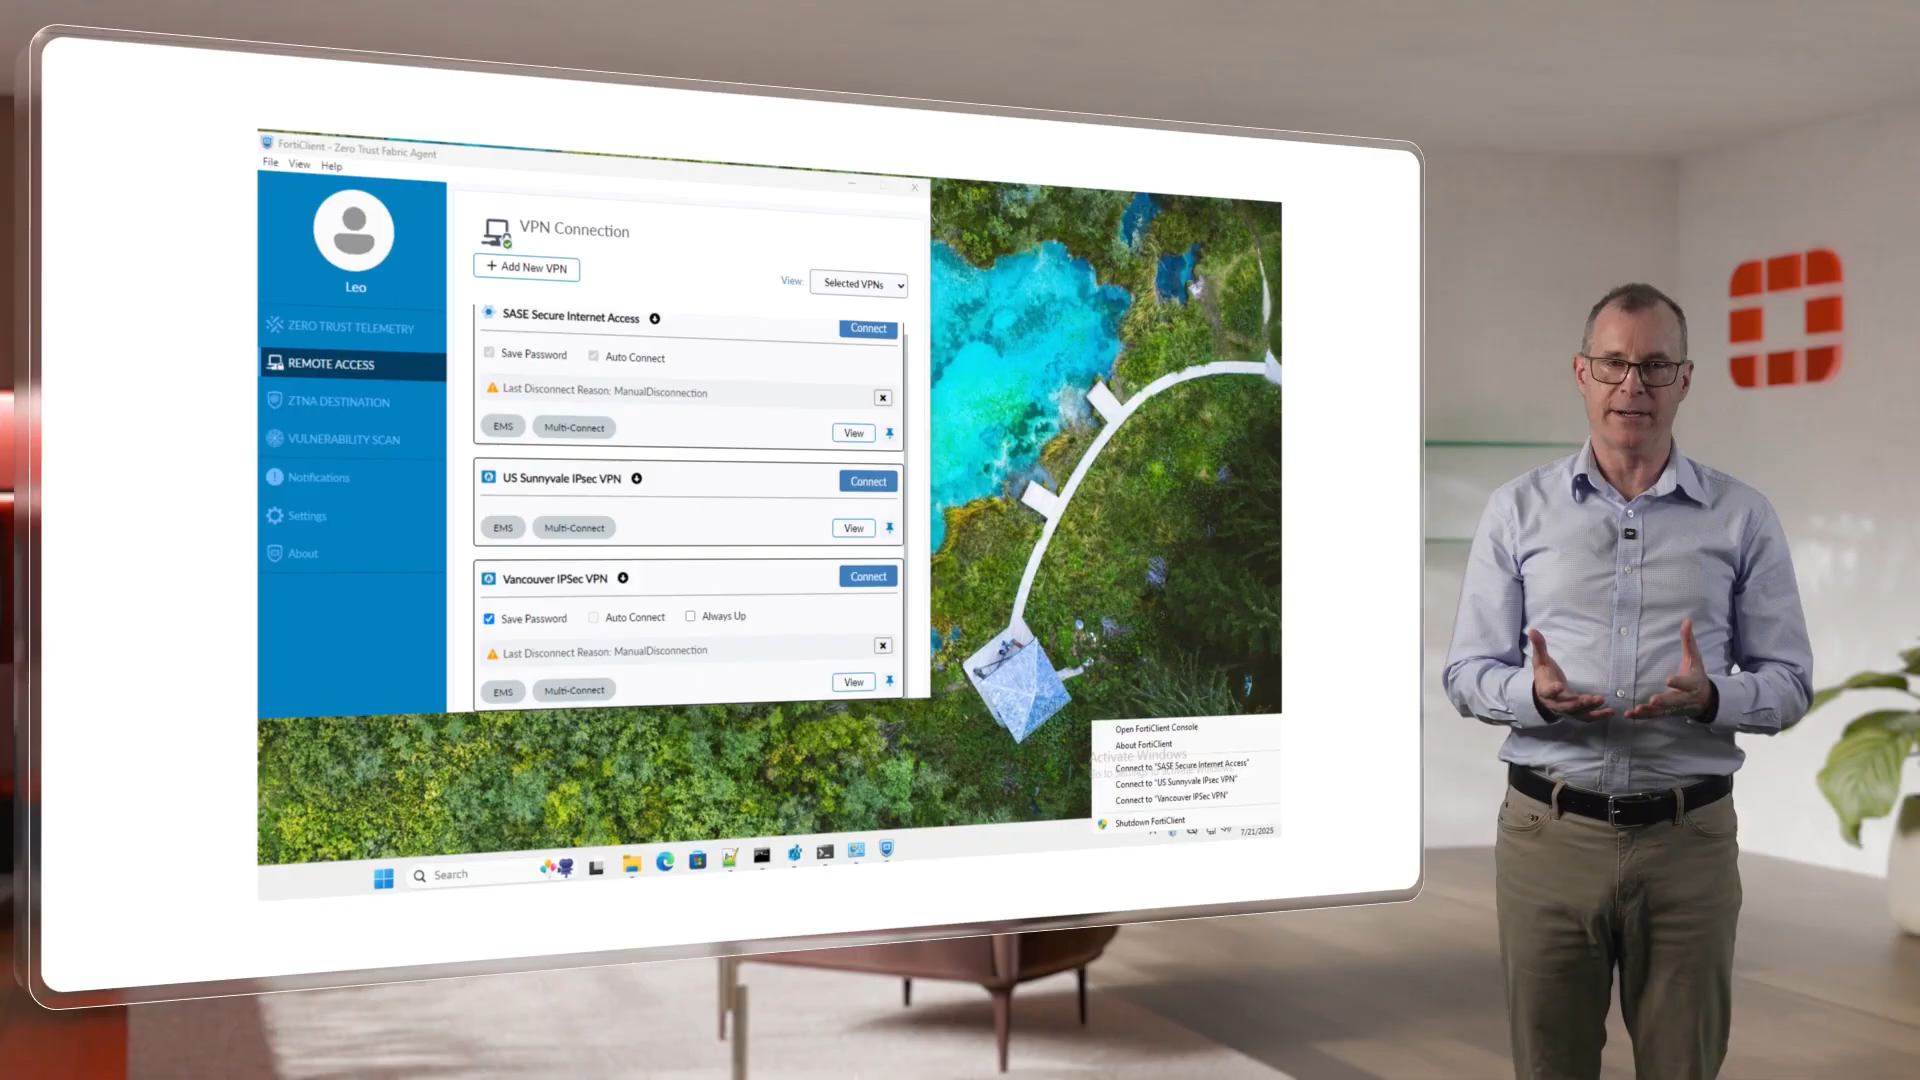 FortiClient - Zero Trust Fabric Agent
File View Help
Leo
ZERO TRUST TELEMETRY
REMOTE ACCESS
ZTNA DESTINATION
VULNERABILITY SCAN
Notifications
Settings
About
VPN Connection
+ Add New VPN
View: Selected VPNs
SASE Secure Internet Access
Connect
Save Password Auto Connect
Last Disconnect Reason: ManualDisconnection
EMS Multi-Connect View
US Sunnyvale IPsec VPN
Connect
EMS Multi-Connect View
Vancouver IPSec VPN
Connect
Save Password Auto Connect Always Up
Last Disconnect Reason: ManualDisconnection
EMS Multi-Connect View
Open FortiClient Console
About FortiClient
Activate Windows
Connect to "SASE Secure Internet Access"
Connect to "US Sunnyvale IPsec VPN"
Connect to "Vancouver IPSec VPN"
Shutdown FortiClient
7/21/2025
Search